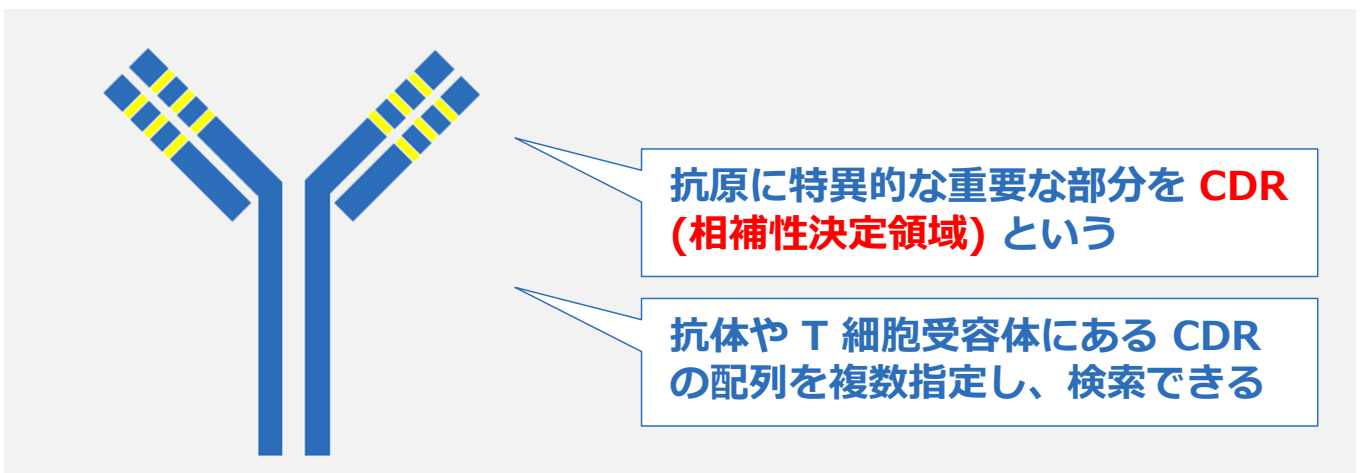 抗原に特異的な重要な部分を CDR
(相補性決定領域) という
抗体や T 細胞受容体にある CDR
の配列を複数指定し、検索できる